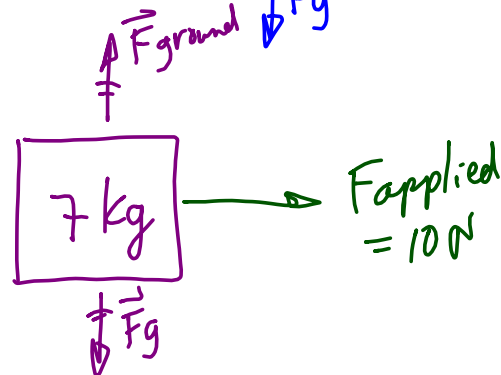 Fg
Fground
7 kg
Fapplied
= 10 N
Fg